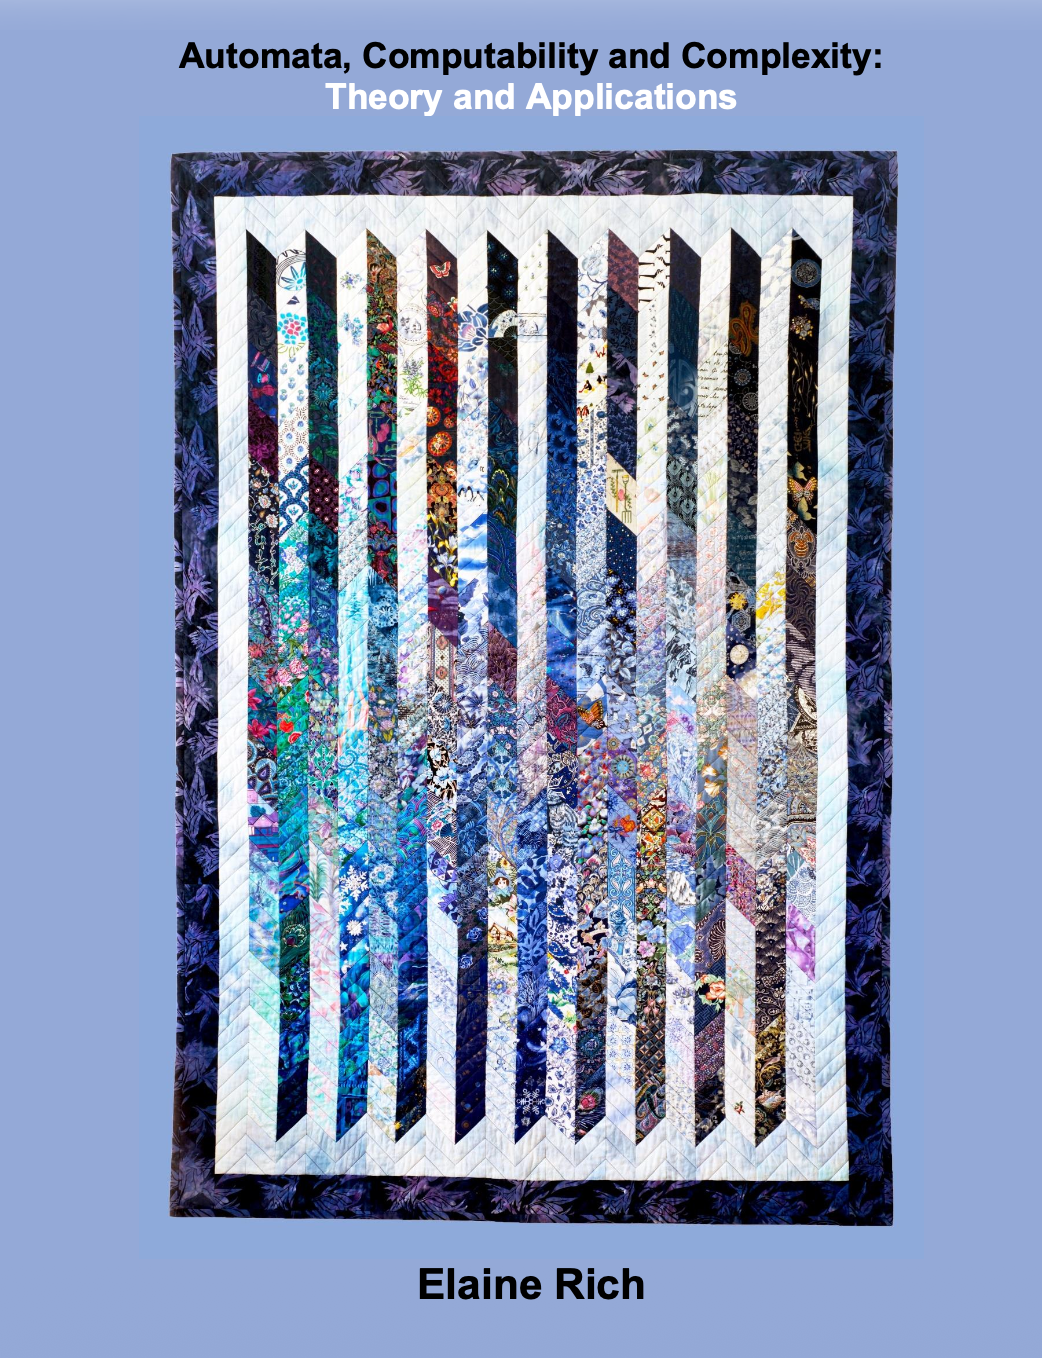 Automata, Computability and Complexity:
Theory and Applications
Elaine Rich